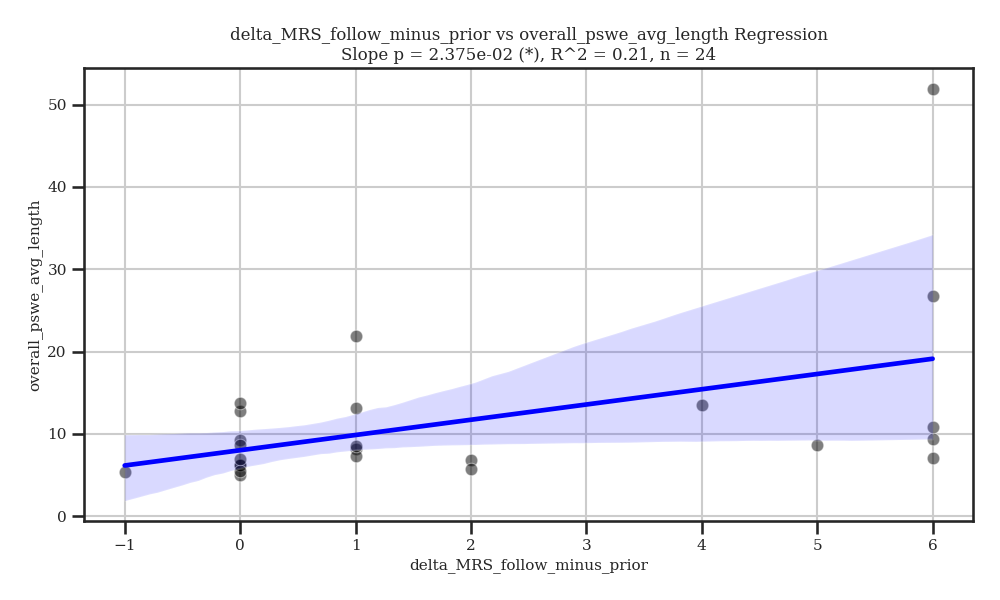 delta_MRS_follow_minus_prior vs overall_pswe_avg_length Regression
Slope p = 2.375e-02 (*), R^2 = 0.21, n = 24
overall_pswe_avg_length
50
40
30
20
10
0
−1 0 1 2 3 4 5 6
delta_MRS_follow_minus_prior